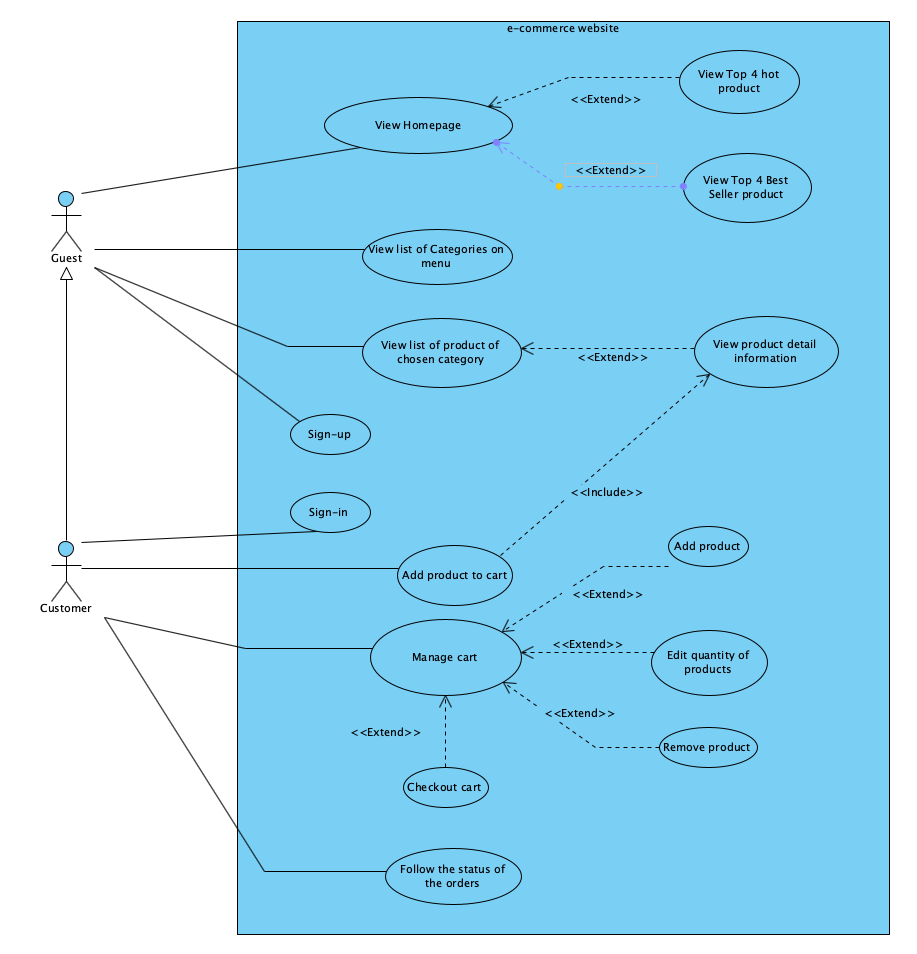 e-commerce website
View Top 4 hot
product
<<Extend>>
View Homepage
<<Extend>>
View Top 4 Best
Seller product
Guest
View list of Categories on
menu
View list of product of
chosen category
<<Extend>>
View product detail
information
Sign-up
<<Include>>
Sign-in
Add product to cart
Add product
<<Extend>>
Customer
Manage cart
<<Extend>>
Edit quantity of
products
<<Extend>>
<<Extend>>
Remove product
Checkout cart
Follow the status of
the orders